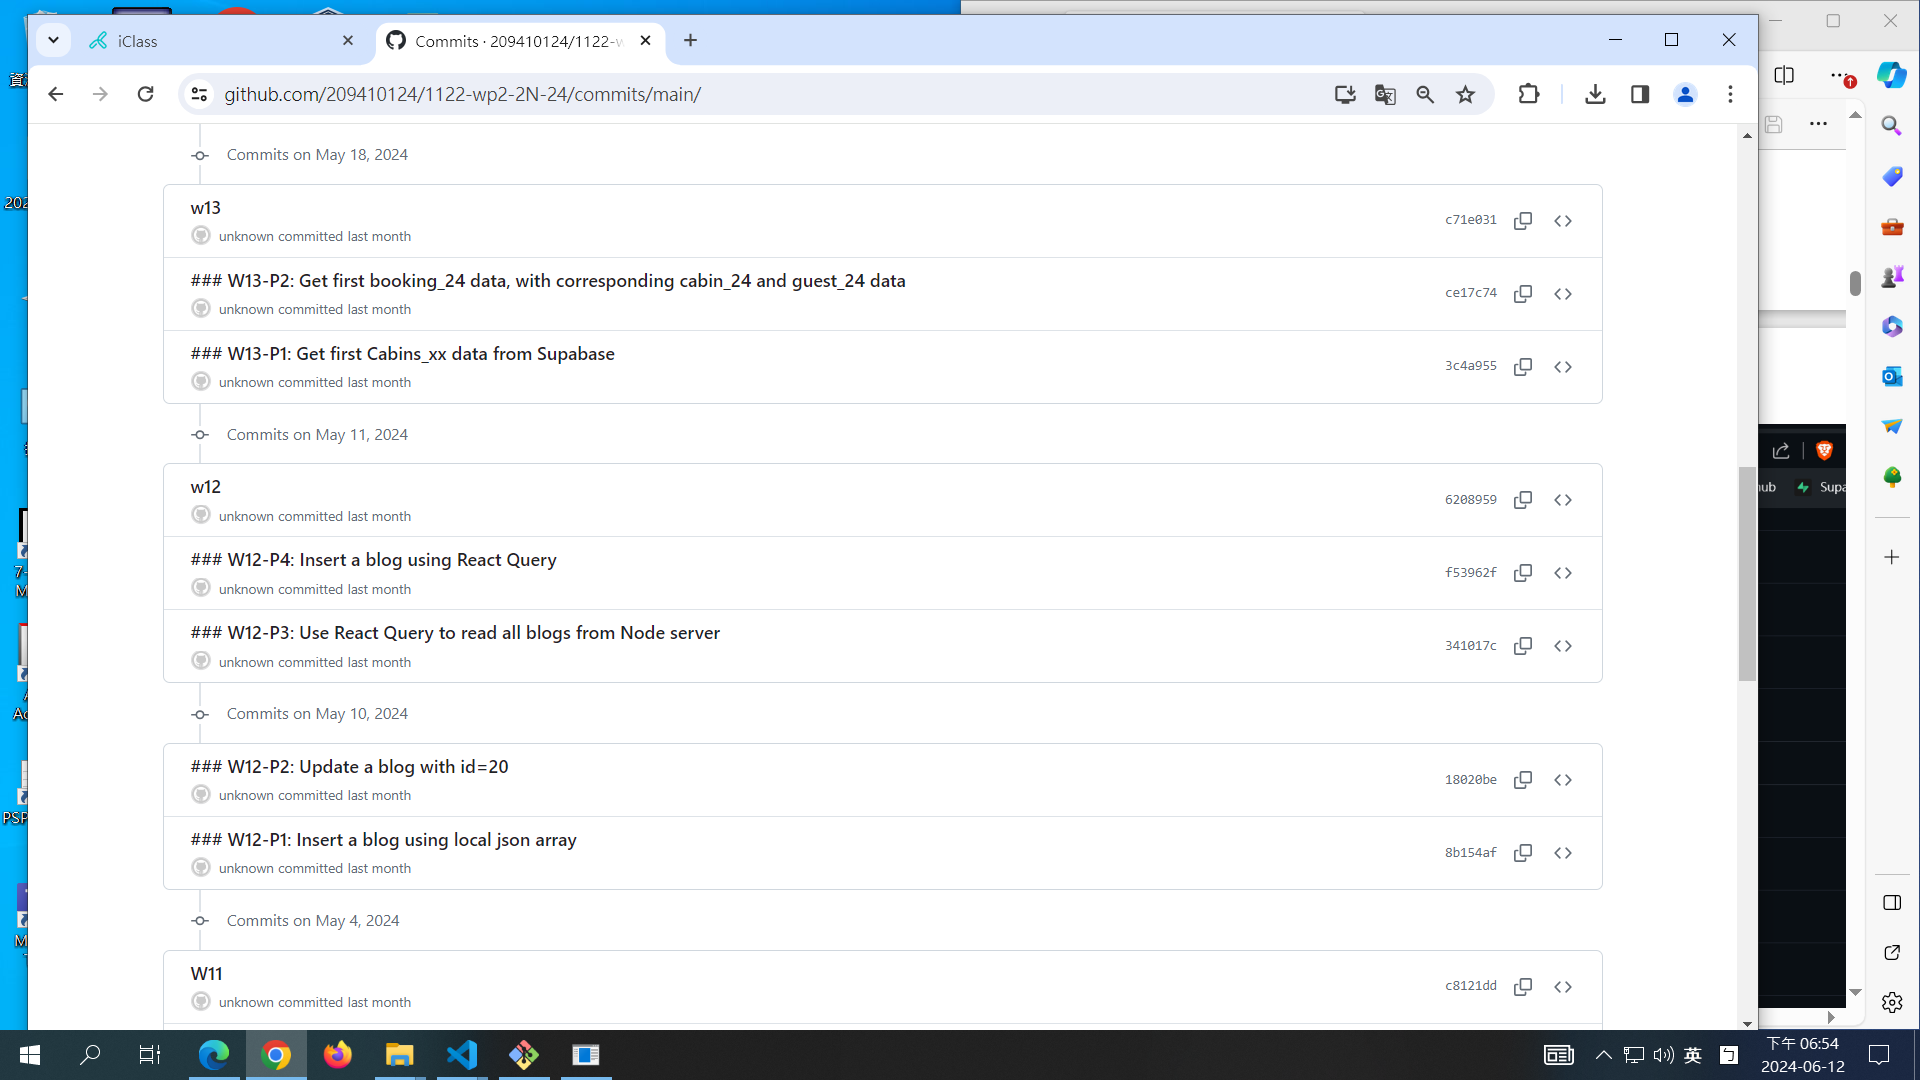 iClass
Commits · 209410124/1122-w
github.com/209410124/1122-wp2-2N-24/commits/main/
Commits on May 18, 2024
w13
unknown committed last month
c71e031
### W13-P2: Get first booking_24 data, with corresponding cabin_24 and guest_24 data
unknown committed last month
ce17c74
### W13-P1: Get first Cabins_xx data from Supabase
unknown committed last month
3c4a955
Commits on May 11, 2024
w12
unknown committed last month
6208959
### W12-P4: Insert a blog using React Query
unknown committed last month
f53962f
### W12-P3: Use React Query to read all blogs from Node server
unknown committed last month
341017c
Commits on May 10, 2024
### W12-P2: Update a blog with id=20
unknown committed last month
18020be
### W12-P1: Insert a blog using local json array
unknown committed last month
8b154af
Commits on May 4, 2024
W11
unknown committed last month
c8121dd
ub
Supa
202
7-
M
A
Ac
PSP
M
英
下午 06:54
2024-06-12